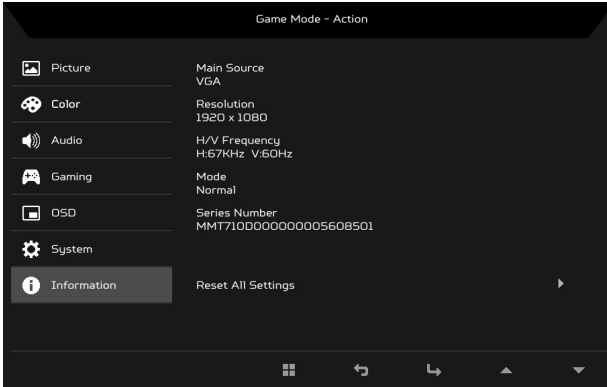 Game Mode - Action
Picture
Color
Audio
Gaming
OSD
System
Information
Main Source
VGA
Resolution
1920 x 1080
H/V Frequency
H:67KHz V:60Hz
Mode
Normal
Series Number
MMT710D000000005608501
Reset All Settings